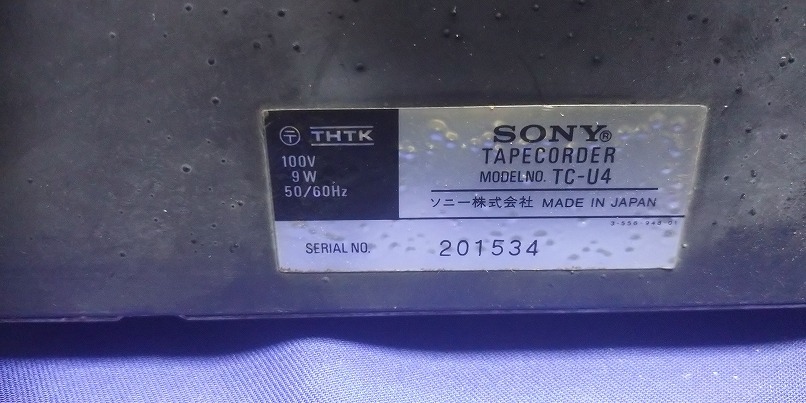 〒 THTK
100V
9W
50/60Hz
SONY®
TAPECORDER
MODEL NO. TC-U4
ソニー株式会社 MADE IN JAPAN
SERIAL NO. 201534